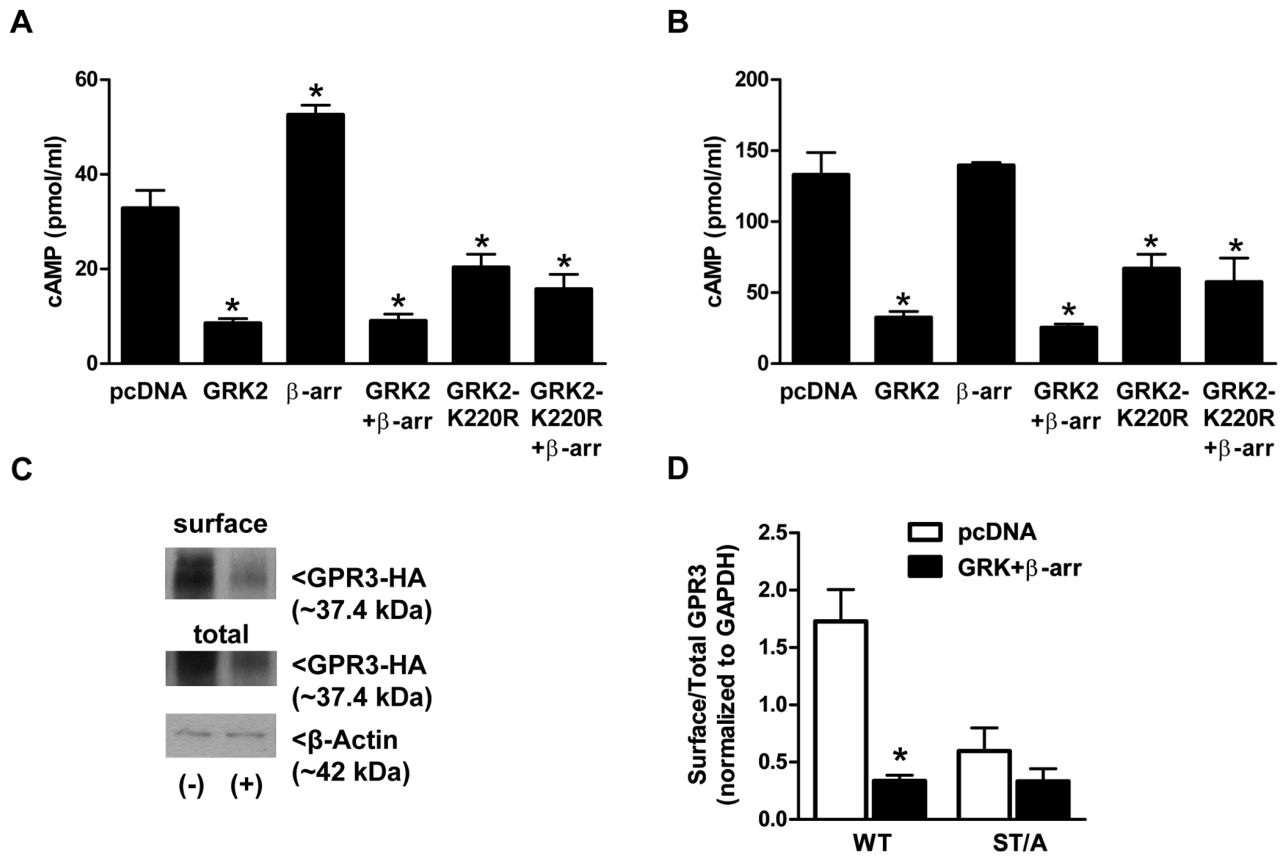 A
cAMP (pmol/ml)
60
40
20
0
*
*
*
*
*
pcDNA
GRK2
β-arr
GRK2
+β-arr
GRK2-
K220R
GRK2-
K220R
+β-arr
B
cAMP (pmol/ml)
200
150
100
50
0
*
*
*
*
pcDNA
GRK2
β-arr
GRK2
+β-arr
GRK2-
K220R
GRK2-
K220R
+β-arr
C
surface
<GPR3-HA
(~37.4 kDa)
total
<GPR3-HA
(~37.4 kDa)
<β-Actin
(~42 kDa)
(-) (+)
D
Surface/Total GPR3
(normalized to GAPDH)
2.5
2.0
1.5
1.0
0.5
0.0
pcDNA
GRK+β-arr
*
WT
ST/A